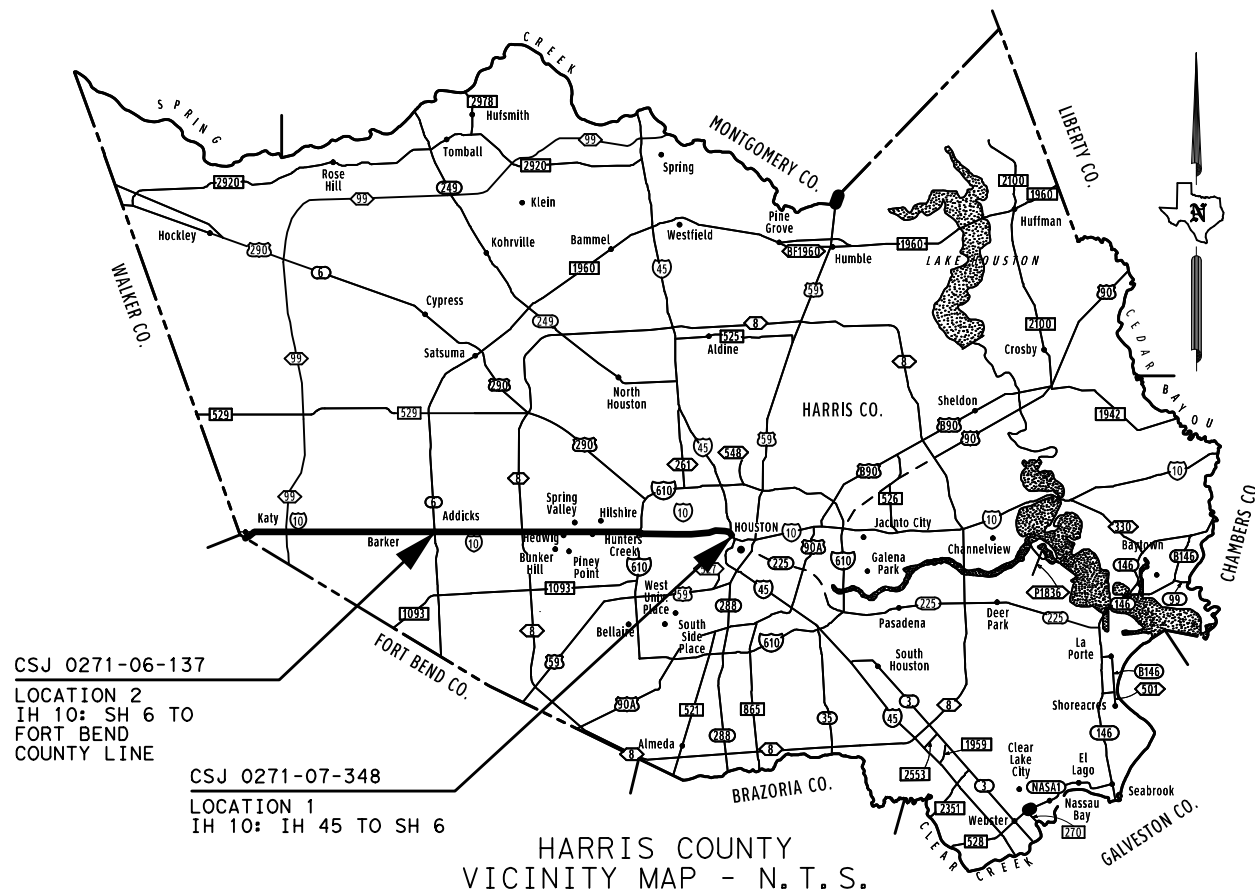 CREEK
SPRING
2978
Hufsmith
MONTGOMERY CO.
LIBERTY CO.
99
Tomball
2920
Spring
Rose
Hill
2920
249
99
Klein
2100
1960
Huffman
N
Hockley
290
Kohrville
Bammel
Westfield
Pine
Grove
BF1960
Humble
1960
LAKE HOUSTON
WALKER CO.
6
1960
45
59
90
Cypress
249
8
CEDAR
BAYOU
Satsuma
525
Aldine
2100
Crosby
99
8
290
North
Houston
HARRIS CO.
Sheldon
529
529
B90
90
1942
290
45
59
548
261
B90
10
99
8
610
526
CHAMBERS CO
6
Spring
Valley
Hilshire
10
Katy
10
Addicks
HOUSTON
10
Jacinto City
10
330
Barker
10
Hedwig
Hunters
Creek
Bunker
Hill
Piney
Point
90A
Channelview
Baytown
B146
610
225
610
Galena
Park
146
1093
59
West
Univ.
Place
P1836
146
99
1093
288
45
225
225
Pasadena
Deer
Park
8
Bellaire
South
Side
Place
610
FORT BEND CO.
59
South
Houston
La
Porte
B146
501
90A
521
865
35
3
45
8
Shoreacres
288
146
8
Almeda
8
1959
2553
Clear
Lake
City
El
Lago
3
NASA1
Seabrook
2351
Nassau
Bay
Webster
270
528
BRAZORIA CO.
CLEAR
CREEK
GALVESTON CO.
CSJ 0271-06-137
LOCATION 2
IH 10: SH 6 TO
FORT BEND
COUNTY LINE
CSJ 0271-07-348
LOCATION 1
IH 10: IH 45 TO SH 6
HARRIS COUNTY
VICINITY MAP - N.T.S.